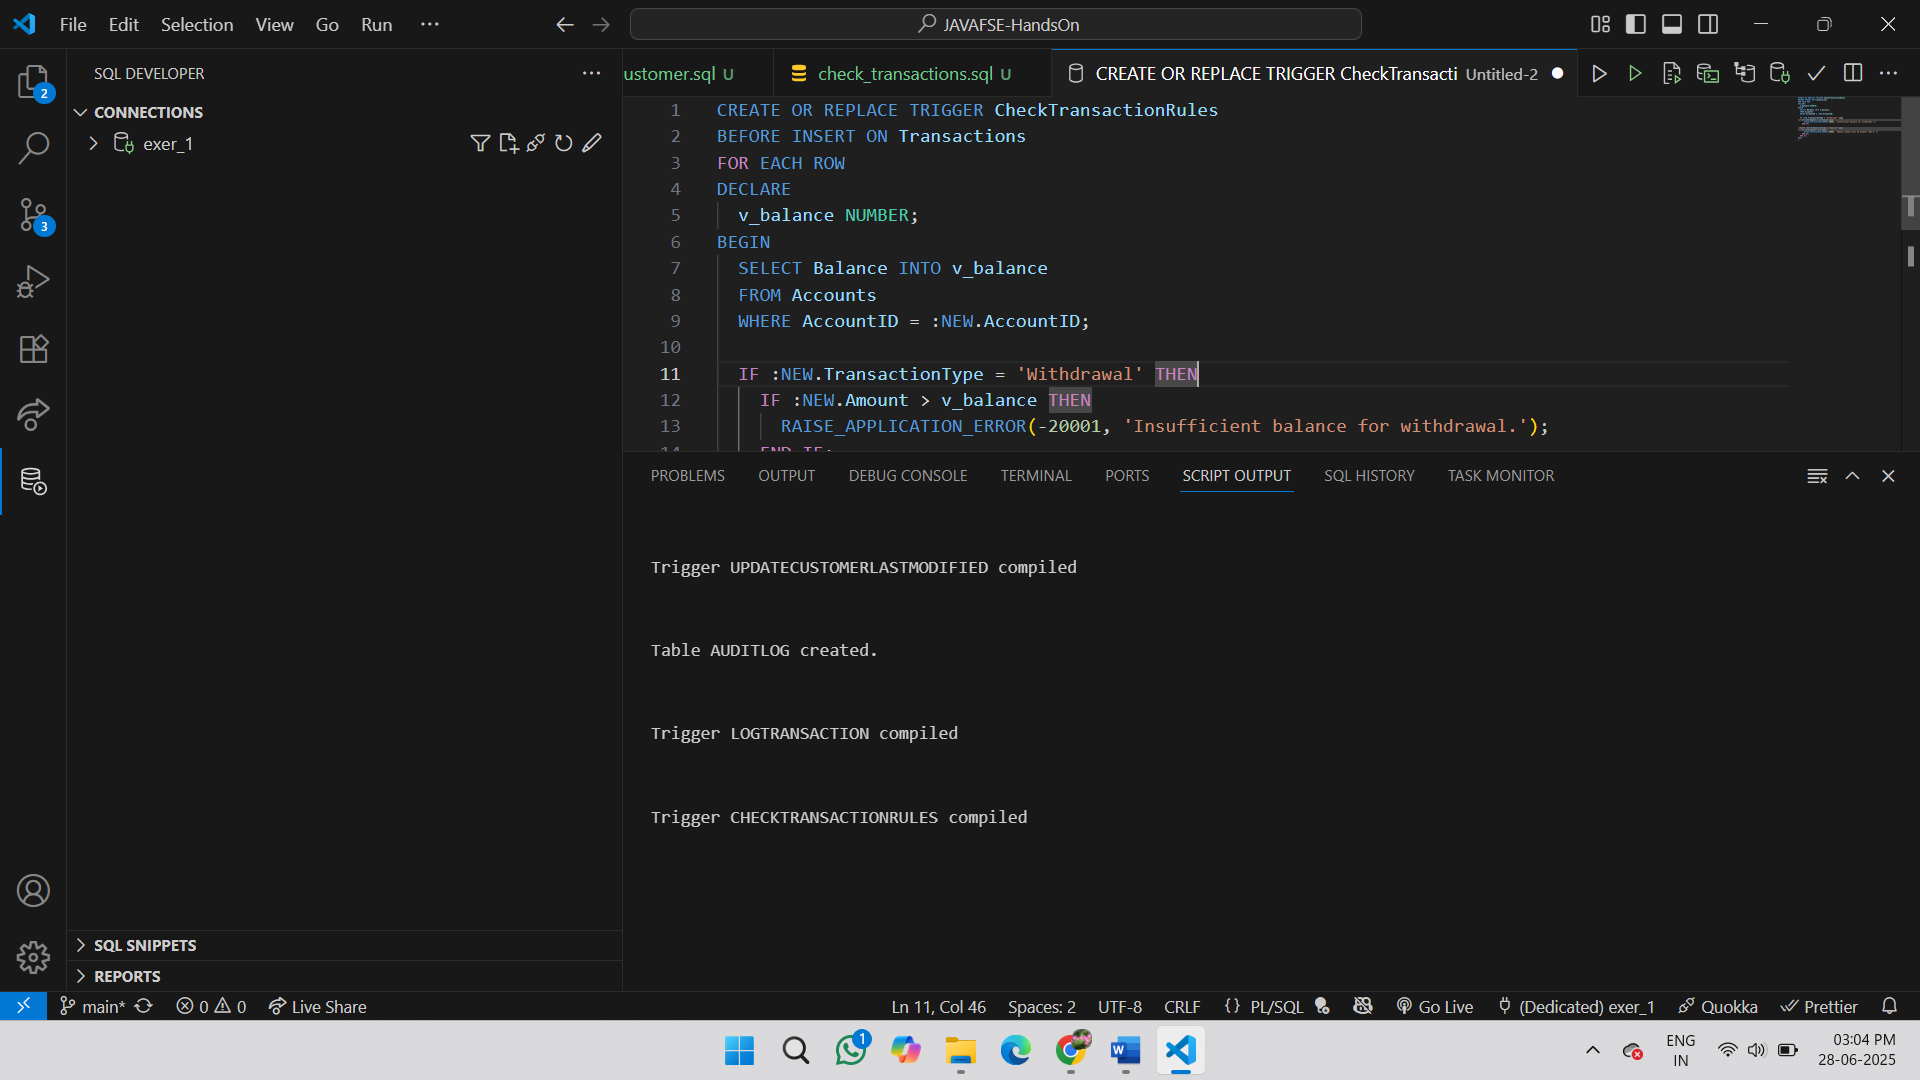 File Edit Selection View Go Run ···
JAVAFSE-HandsOn
SQL DEVELOPER
CONNECTIONS
exer_1
ustomer.sql U
check_transactions.sql U
CREATE OR REPLACE TRIGGER CheckTransacti Untitled-2
1 CREATE OR REPLACE TRIGGER CheckTransactionRules
2 BEFORE INSERT ON Transactions
3 FOR EACH ROW
4 DECLARE
5 v_balance NUMBER;
6 BEGIN
7 SELECT Balance INTO v_balance
8 FROM Accounts
9 WHERE AccountID = :NEW.AccountID;
10
11 IF :NEW.TransactionType = 'Withdrawal' THEN
12 IF :NEW.Amount > v_balance THEN
13 RAISE_APPLICATION_ERROR(-20001, 'Insufficient balance for withdrawal.');
14 END IF;
PROBLEMS OUTPUT DEBUG CONSOLE TERMINAL PORTS SCRIPT OUTPUT SQL HISTORY TASK MONITOR
Trigger UPDATECUSTOMERLASTMODIFIED compiled
Table AUDITLOG created.
Trigger LOGTRANSACTION compiled
Trigger CHECKTRANSACTIONRULES compiled
2
3
SQL SNIPPETS
REPORTS
main* 0 0 Live Share
Ln 11, Col 46 Spaces: 2 UTF-8 CRLF {} PL/SQL Go Live (Dedicated) exer_1 Quokka Prettier
1
ENG
IN
03:04 PM
28-06-2025